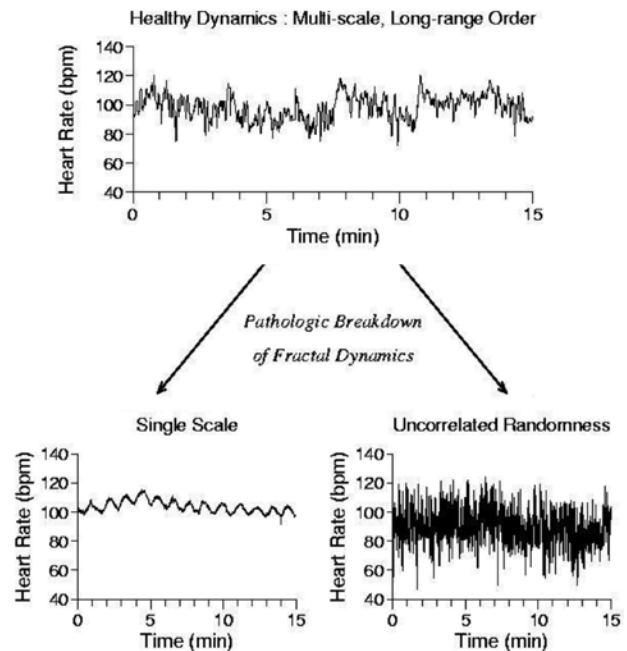 Healthy Dynamics : Multi-scale, Long-range Order
Heart Rate (bpm)
140
120
100
80
60
40
0 5 10 15
Time (min)
Pathologic Breakdown
of Fractal Dynamics
Single Scale
Heart Rate (bpm)
140
120
100
80
60
40
0 5 10 15
Time (min)
Uncorrelated Randomness
Heart Rate (bpm)
140
120
100
80
60
40
0 5 10 15
Time (min)